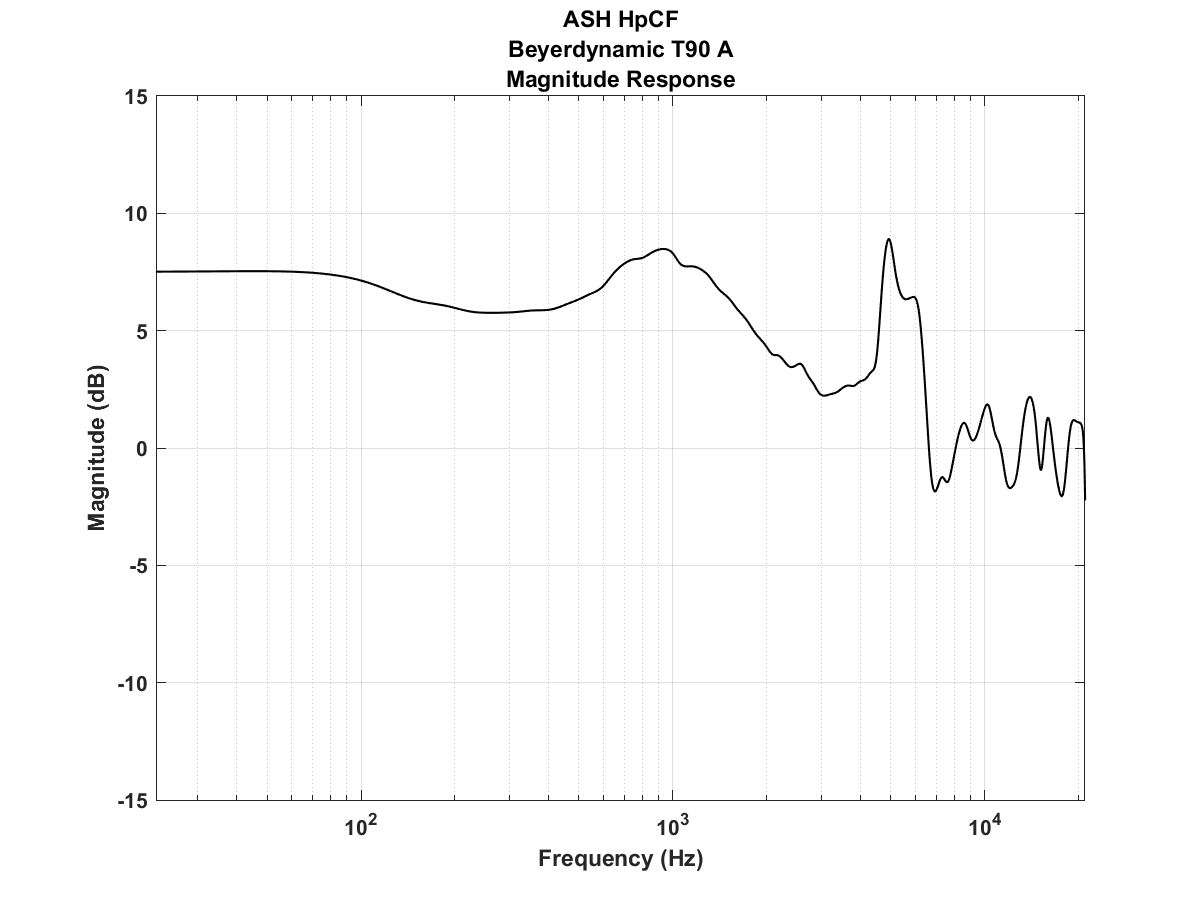 ASH HpCF
Beyerdynamic T90 A
Magnitude Response
15
10
5
0
-5
-10
-15
Magnitude (dB)
10²
10³
10⁴
Frequency (Hz)